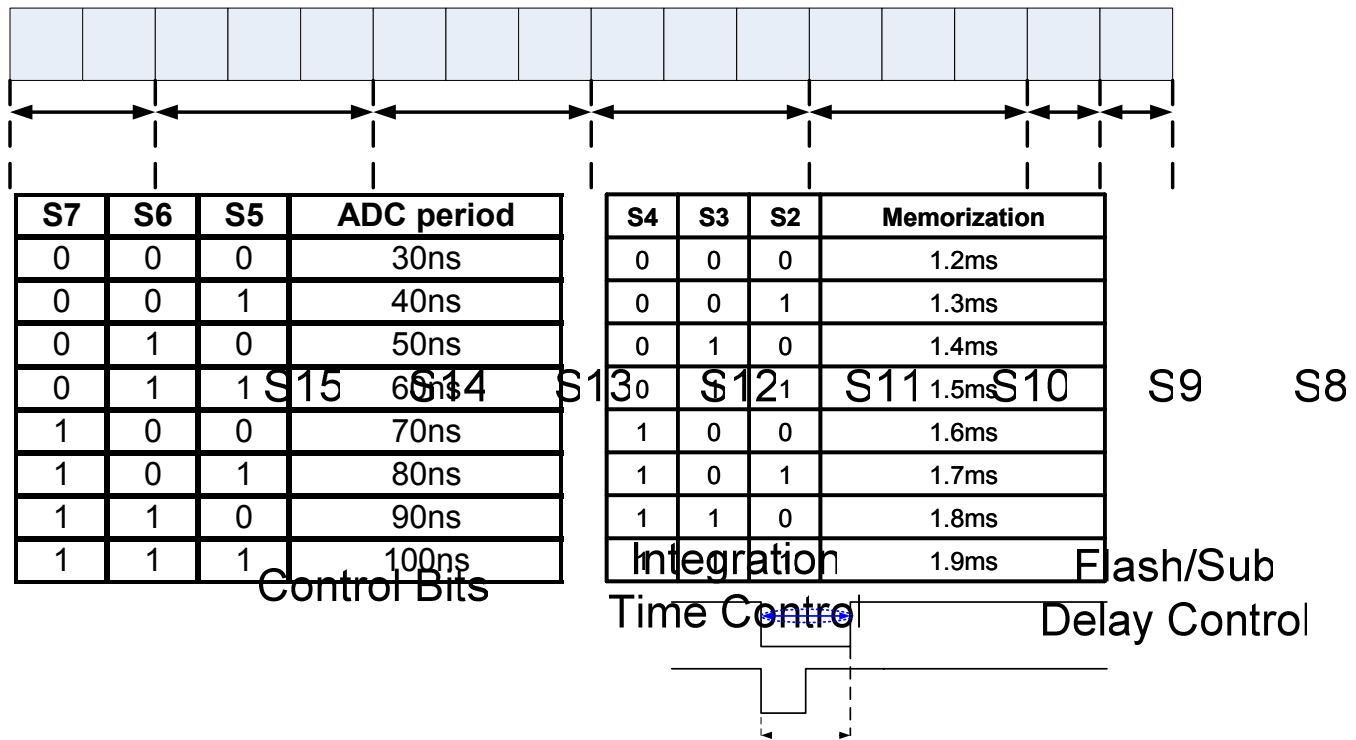 S7 S6 S5 ADC period
0 0 0 30ns
0 0 1 40ns
0 1 0 50ns
0 1 1 60ns
1 0 0 70ns
1 0 1 80ns
1 1 0 90ns
1 1 1 100ns
S4 S3 S2 Memorization
0 0 0 1.2ms
0 0 1 1.3ms
0 1 0 1.4ms
0 1 1 1.5ms
1 0 0 1.6ms
1 0 1 1.7ms
1 1 0 1.8ms
1 1 1 1.9ms
S15 S14 S13 S12 S11 S10 S9 S8
Control Bits
Integration
Time Control
Flash/Sub
Delay Control